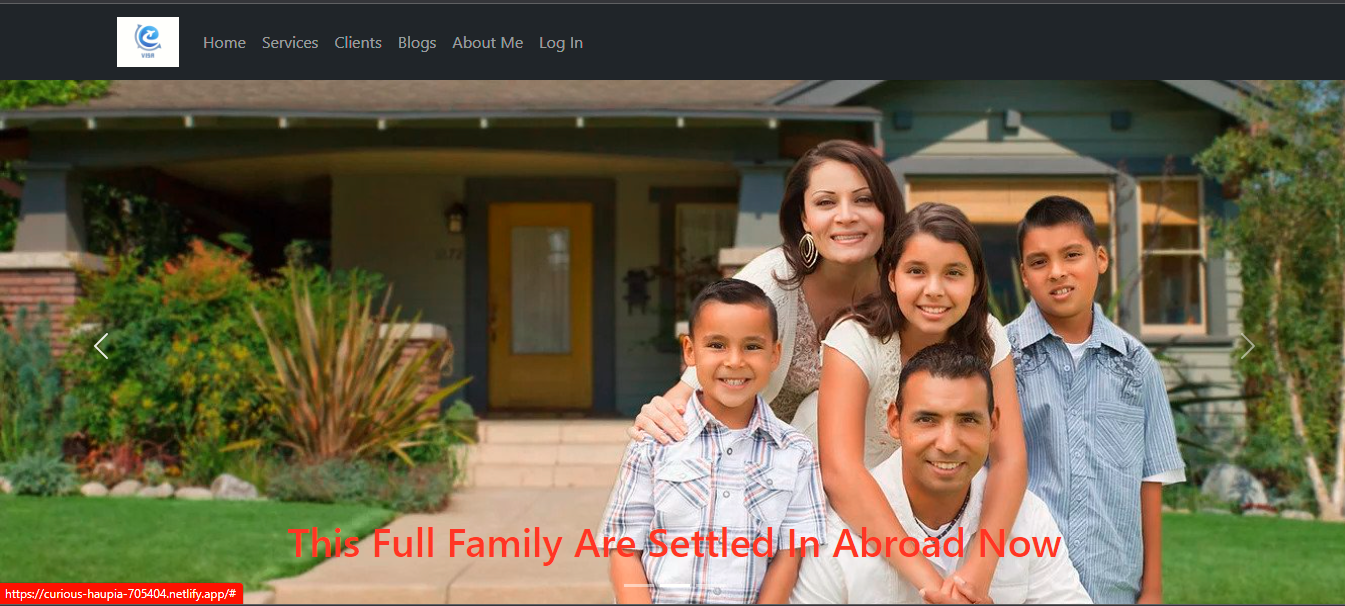 VISA
Home Services Clients Blogs About Me Log In
This Full Family Are Settled In Abroad Now
https://curious-haupia-705404.netlify.app/#